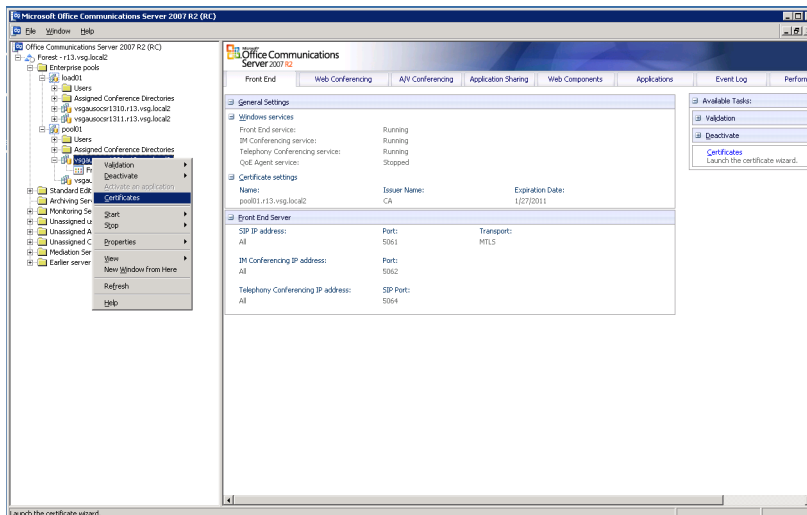 Microsoft Office Communications Server 2007 R2 (RC)
File Window Help
Office Communications Server 2007 R2 (RC)
Forest - r13.vsg.local2
Enterprise pools
load01
Users
Assigned Conference Directories
vsgausocsr1310.r13.vsg.local2
vsgausocsr1311.r13.vsg.local2
pool01
Users
Assigned Conference Directories
vsgau
Fr
vsgau
Standard Edit
Archiving Serv
Monitoring Se
Unassigned u
Unassigned A
Unassigned C
Mediation Ser
Earlier server
Validation
Deactivate
Activate an application
Certificates
Start
Stop
Properties
View
New Window from Here
Refresh
Help
Microsoft
Office Communications
Server 2007 R2
Front End Web Conferencing A/V Conferencing Application Sharing Web Components Applications Event Log Perform
General Settings
Windows services
Front End service: Running
IM Conferencing service: Running
Telephony Conferencing service: Running
QoE Agent service: Stopped
Certificate settings
Name: Issuer Name: Expiration Date:
pool01.r13.vsg.local2 CA 1/27/2011
Front End Server
SIP IP address: Port: Transport:
All 5061 MTLS
IM Conferencing IP address: Port:
All 5062
Telephony Conferencing IP address: SIP Port:
All 5064
Available Tasks:
Validation
Deactivate
Certificates
Launch the certificate wizard.
Launch the certificate wizard.